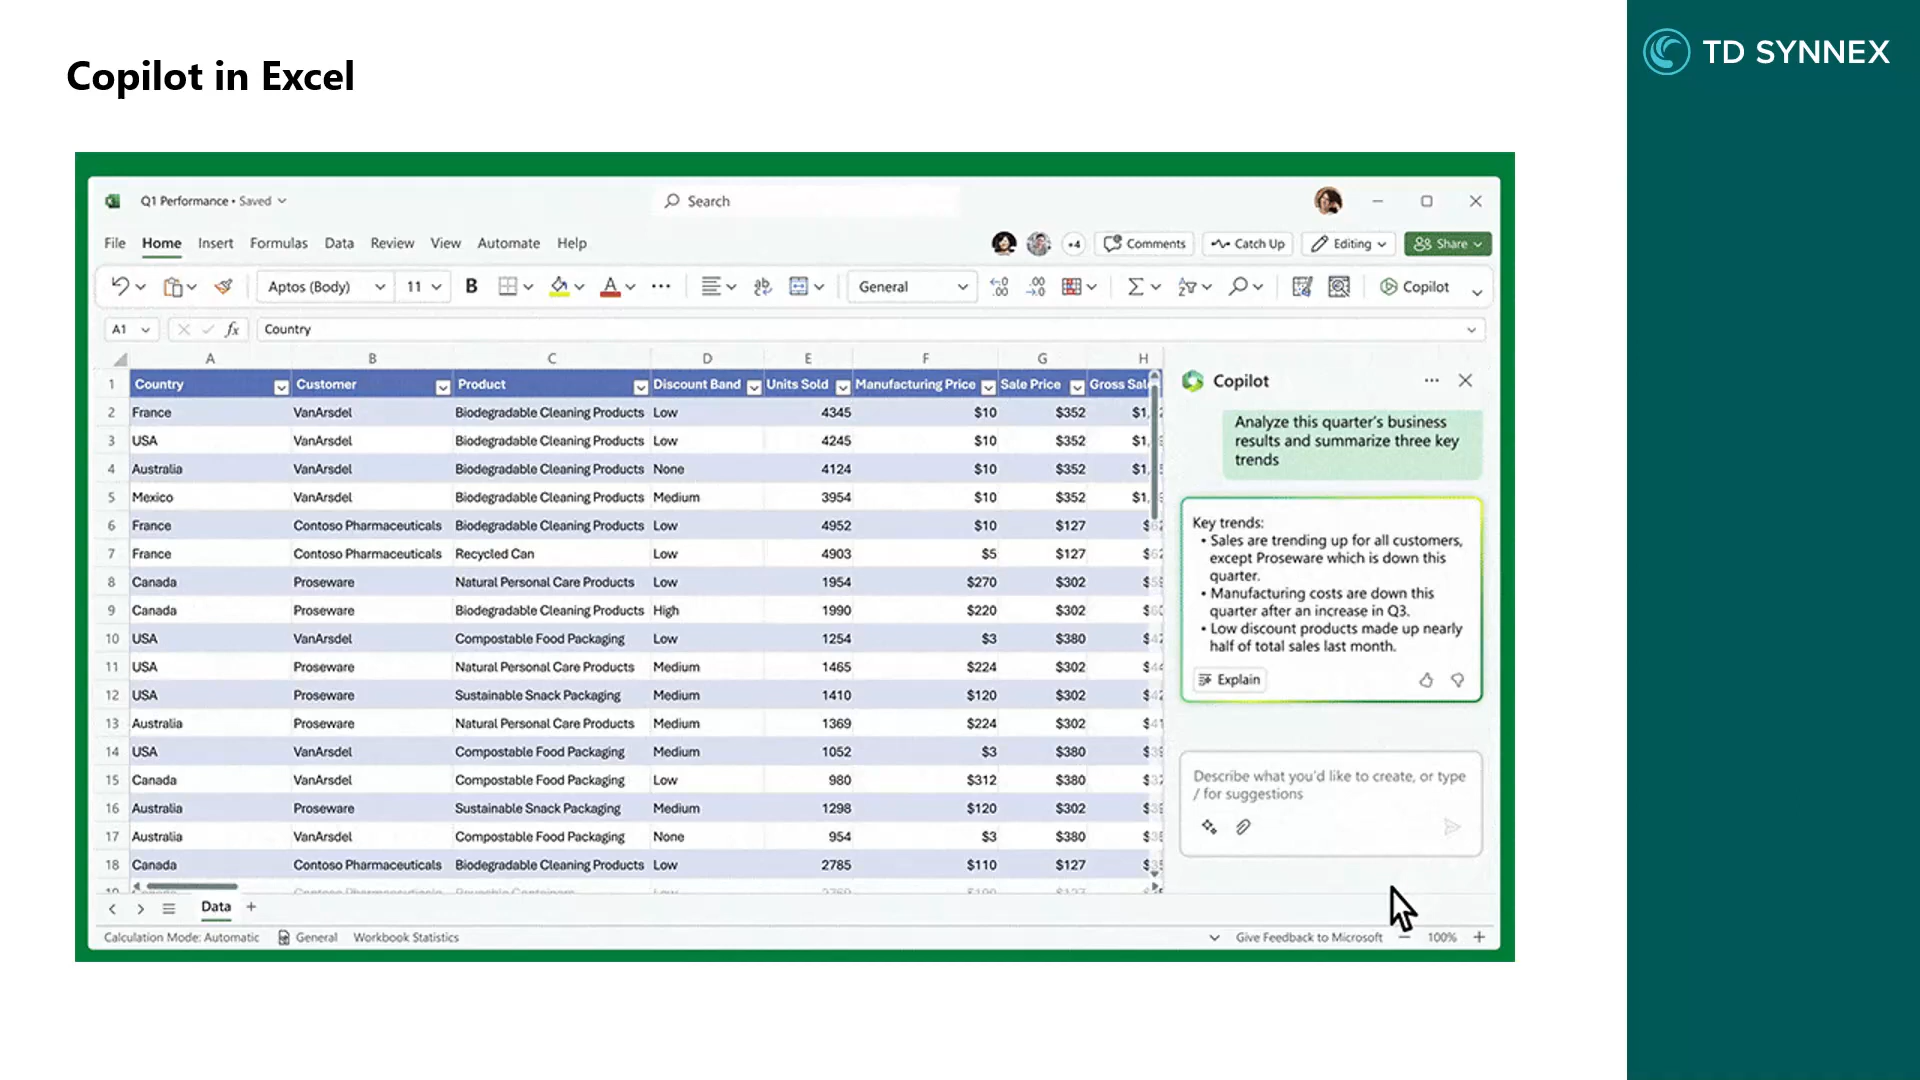 Copilot in Excel
TD SYNNEX
Q1 Performance • Saved
Search
File Home Insert Formulas Data Review View Automate Help
+4 Comments Catch Up Editing Share
Aptos (Body) 11 B A General Copilot
A1 fx Country
A B C D E F G H
1 Country Customer Product Discount Band Units Sold Manufacturing Price Sale Price Gross Sal
2 France VanArsdel Biodegradable Cleaning Products Low 4345 $10 $352 $1,
3 USA VanArsdel Biodegradable Cleaning Products Low 4245 $10 $352 $1,
4 Australia VanArsdel Biodegradable Cleaning Products None 4124 $10 $352 $1,
5 Mexico VanArsdel Biodegradable Cleaning Products Medium 3954 $10 $352 $1,
6 France Contoso Pharmaceuticals Biodegradable Cleaning Products Low 4952 $10 $127
7 France Contoso Pharmaceuticals Recycled Can Low 4903 $5 $127
8 Canada Proseware Natural Personal Care Products Low 1954 $270 $302
9 Canada Proseware Biodegradable Cleaning Products High 1990 $220 $302
10 USA VanArsdel Compostable Food Packaging Low 1254 $3 $380
11 USA Proseware Natural Personal Care Products Medium 1465 $224 $302
12 USA Proseware Sustainable Snack Packaging Medium 1410 $120 $302
13 Australia Proseware Natural Personal Care Products Medium 1369 $224 $302
14 USA VanArsdel Compostable Food Packaging Medium 1052 $3 $380
15 Canada VanArsdel Compostable Food Packaging Low 980 $312 $380
16 Australia Proseware Sustainable Snack Packaging Medium 1298 $120 $302
17 Australia VanArsdel Compostable Food Packaging None 954 $3 $380
18 Canada Contoso Pharmaceuticals Biodegradable Cleaning Products Low 2785 $110 $127
Copilot
Analyze this quarter's business
results and summarize three key
trends
Key trends:
• Sales are trending up for all customers,
except Proseware which is down this
quarter.
• Manufacturing costs are down this
quarter after an increase in Q3.
• Low discount products made up nearly
half of total sales last month.
Explain
Describe what you'd like to create, or type
/ for suggestions
Data +
Calculation Mode: Automatic General Workbook Statistics
Give Feedback to Microsoft — 100% +